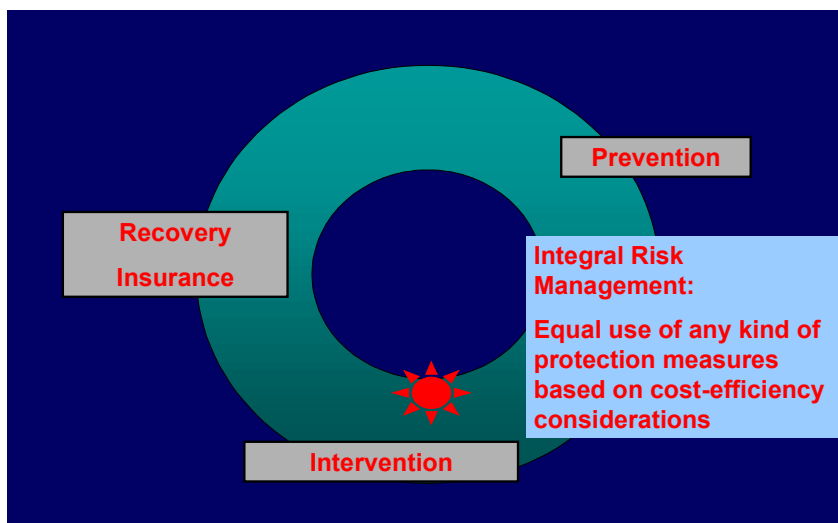 Prevention
Recovery
Insurance
Integral Risk
Management:
Equal use of any kind of
protection measures
based on cost-efficiency
considerations
Intervention